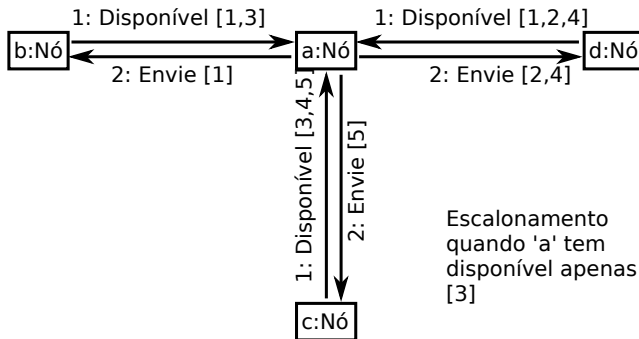 1: Disponível [1,3]
1: Disponível [1,2,4]
b:Nó
a:Nó
d:Nó
2: Envie [1]
2: Envie [2,4]
1: Disponível [3,4,5]
2: Envie [5]
Escalonamento
quando 'a' tem
disponível apenas
[3]
c:Nó